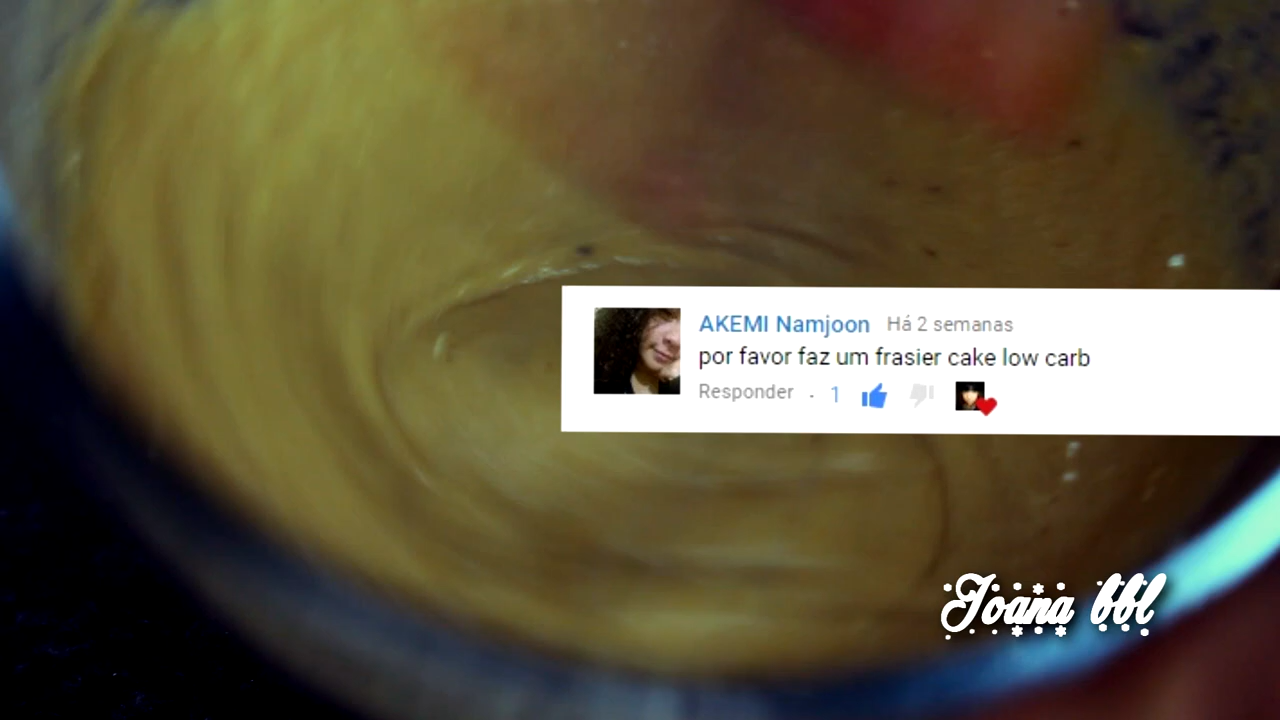 AKEMI Namjoon Há 2 semanas
por favor faz um frasier cake low carb
Responder . 1
Joana bbl